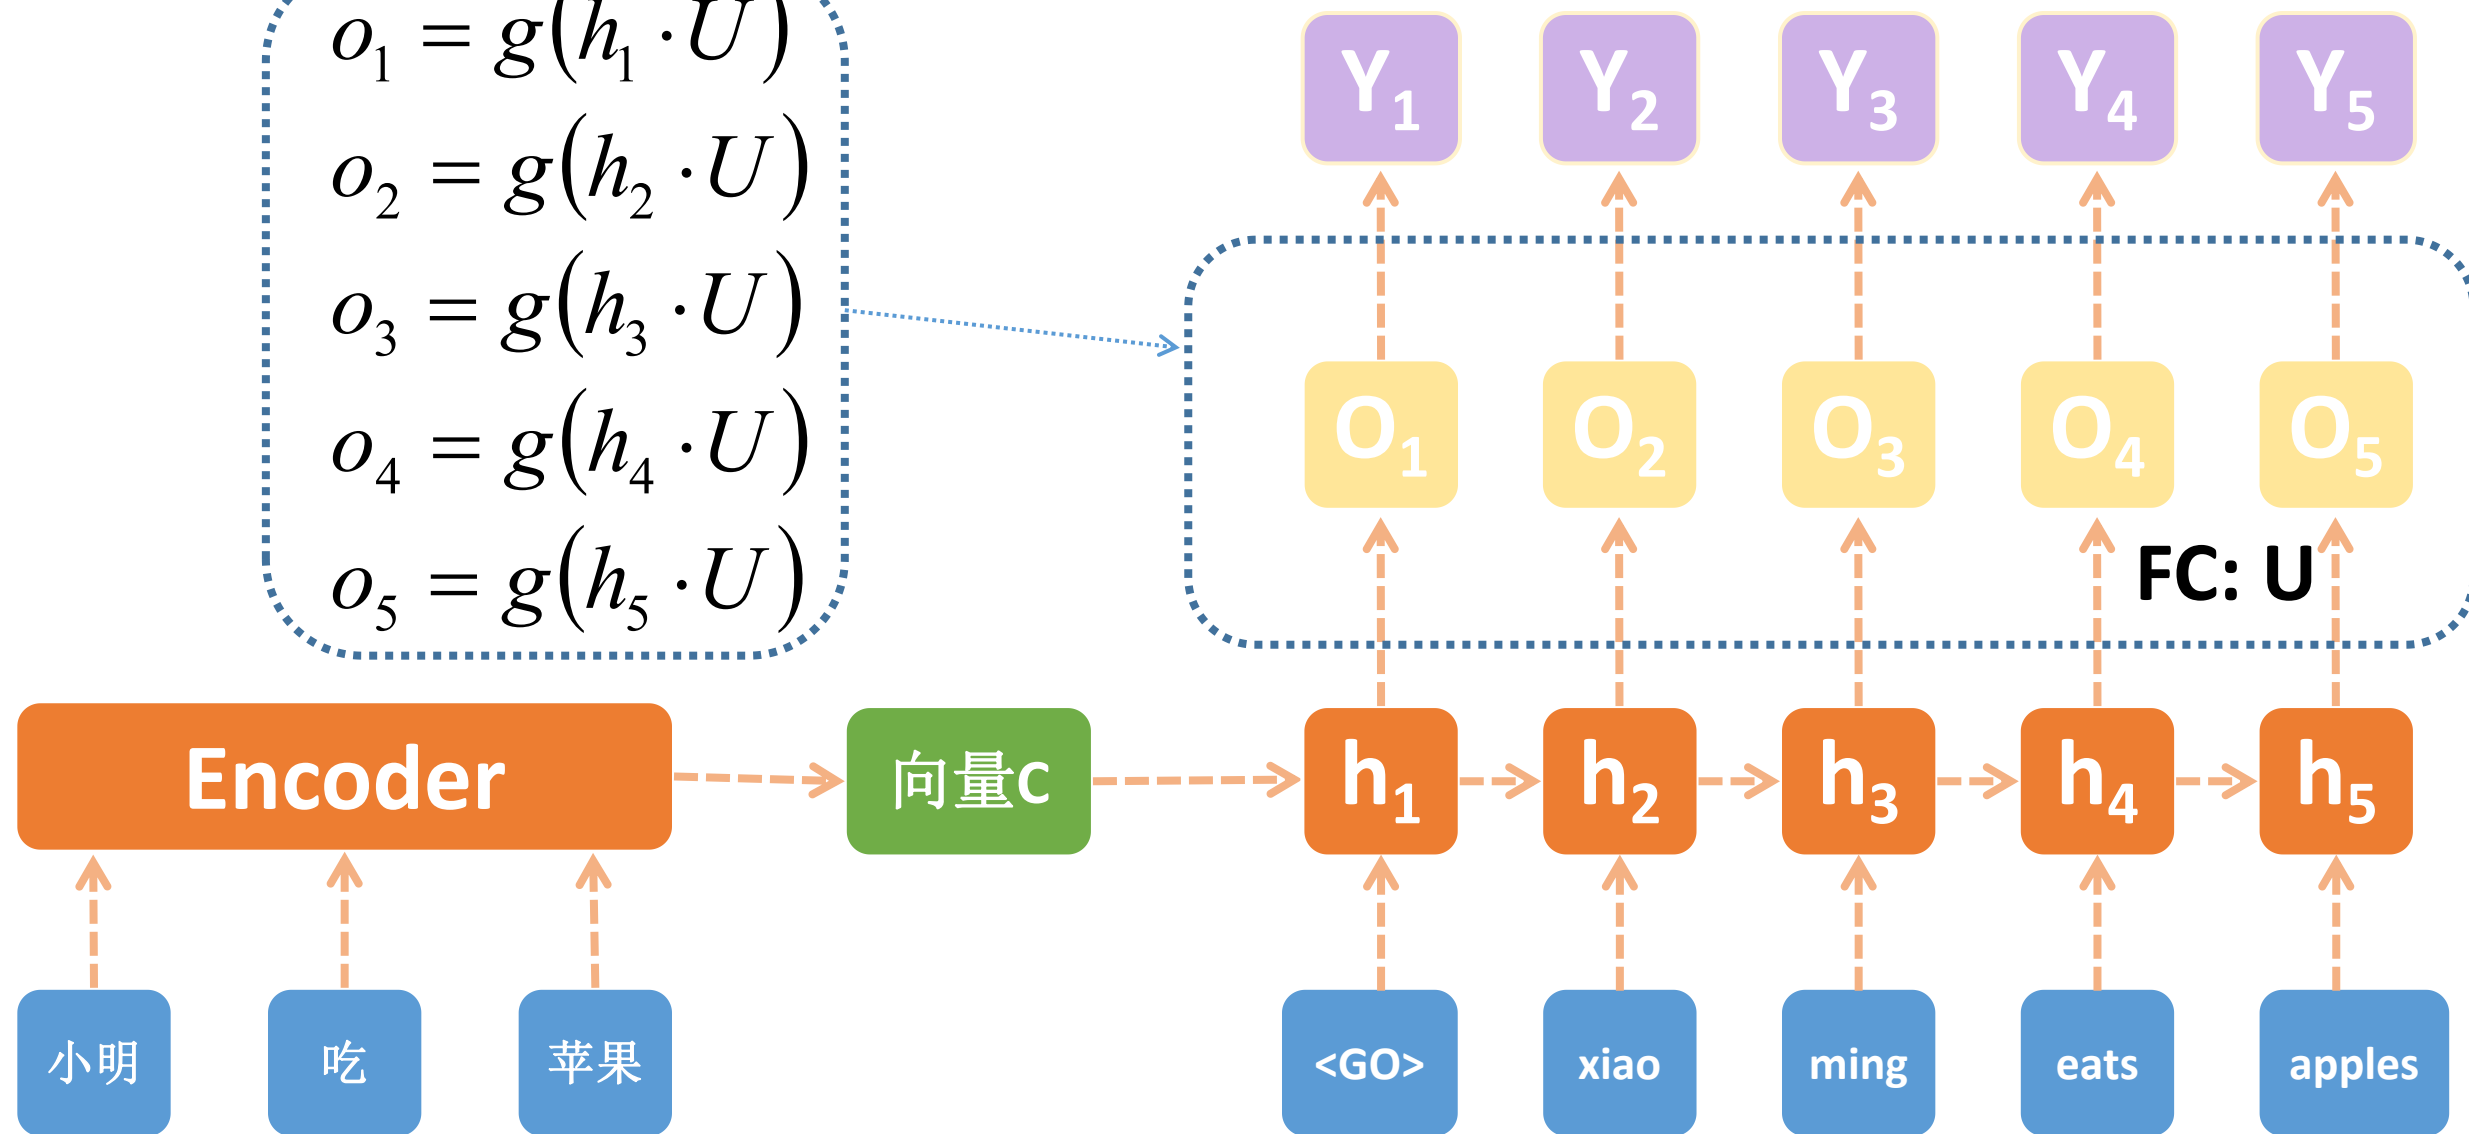 o₁ = g(h₁ · U)
o₂ = g(h₂ · U)
o₃ = g(h₃ · U)
o₄ = g(h₄ · U)
o₅ = g(h₅ · U)
Y₁ Y₂ Y₃ Y₄ Y₅
O₁ O₂ O₃ O₄ O₅
FC: U
Encoder 向量C h₁ h₂ h₃ h₄ h₅
小明 吃 苹果 <GO> xiao ming eats apples